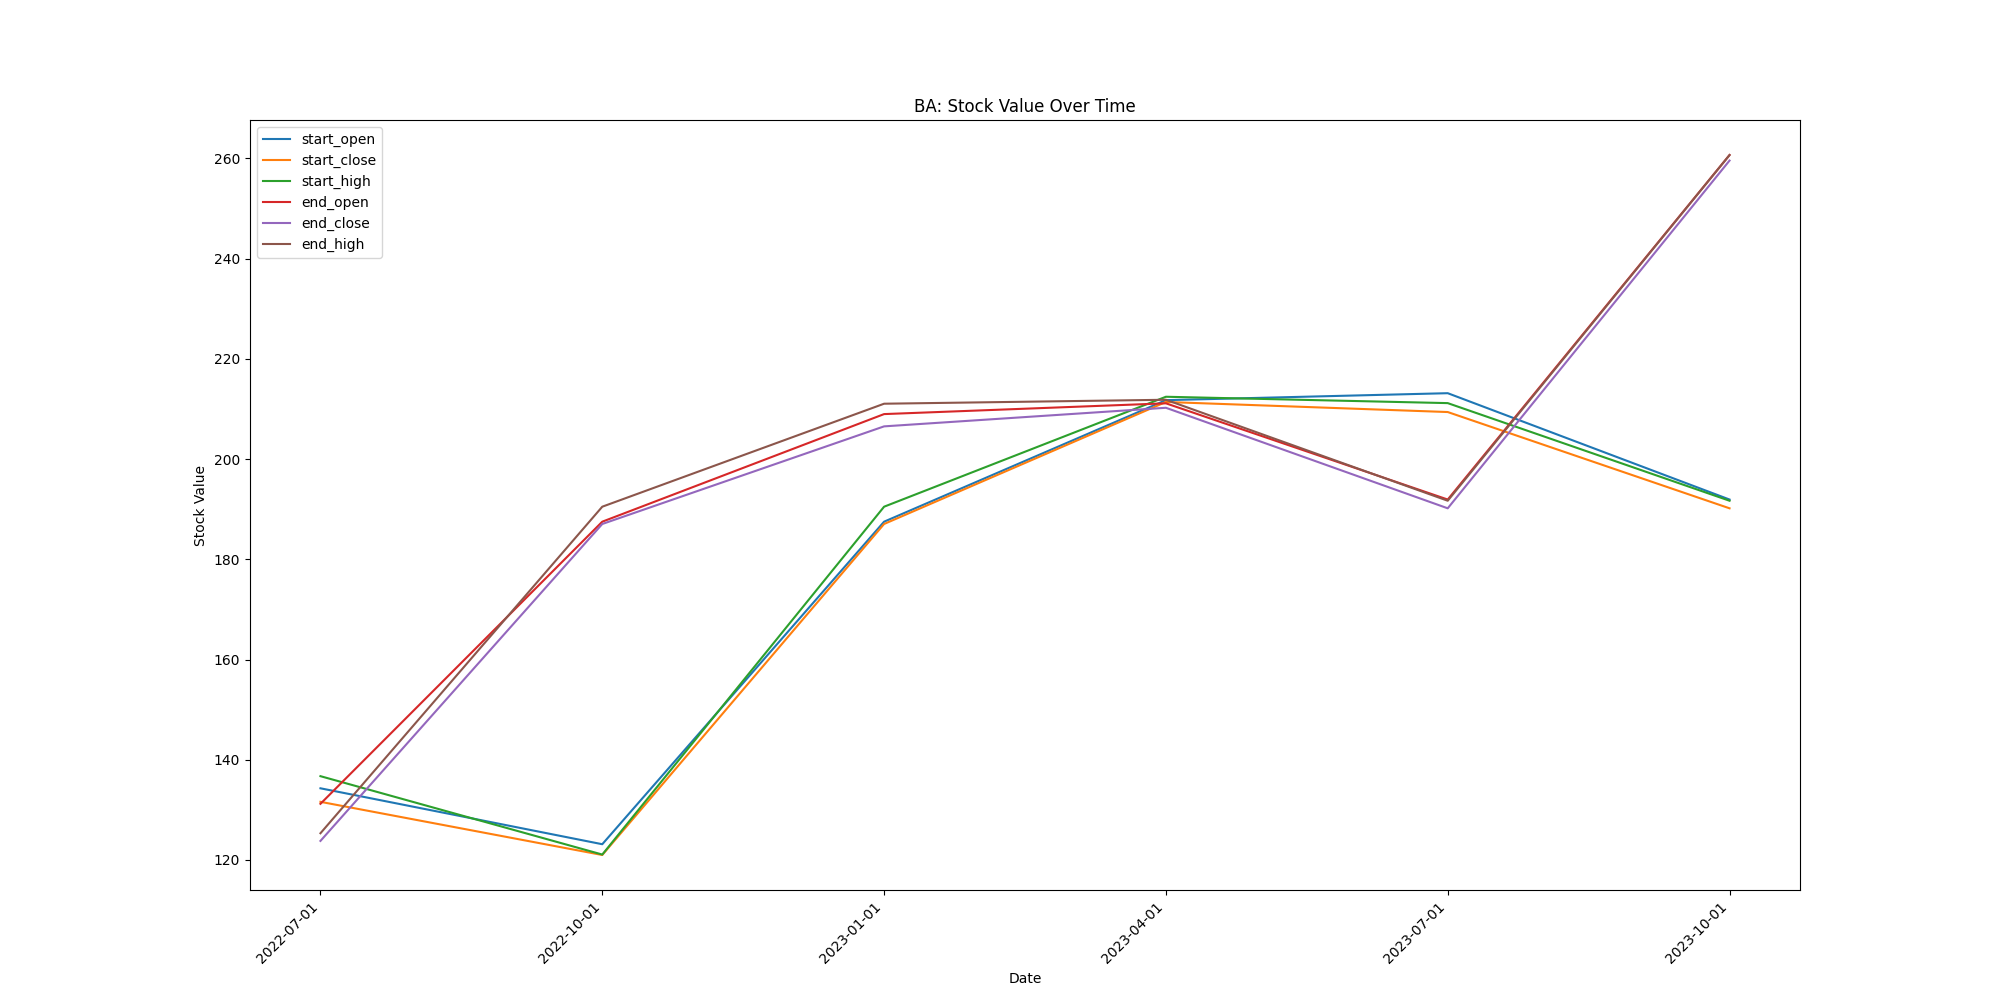 BA: Stock Value Over Time
start_open
start_close
start_high
end_open
end_close
end_high
260
240
220
200
180
160
140
120
Stock Value
2022-07-01
2022-10-01
2023-01-01
2023-04-01
2023-07-01
2023-10-01
Date